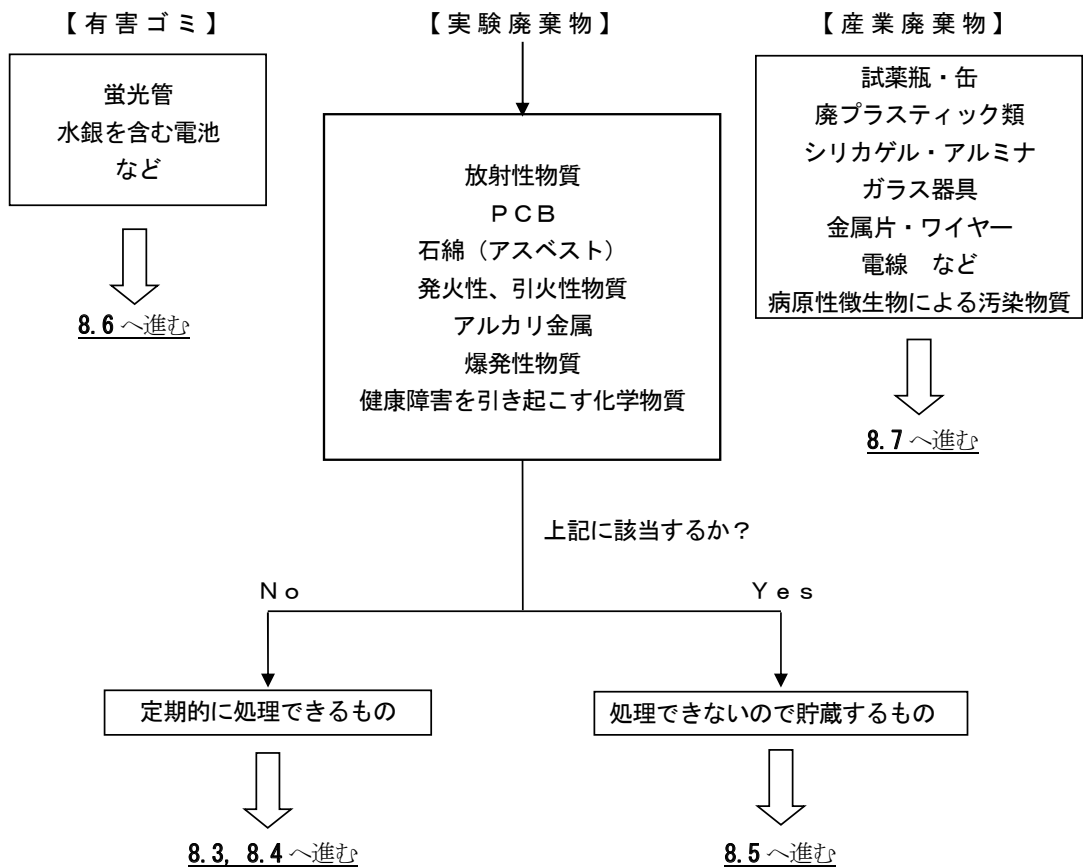 【有害ゴミ】
蛍光管
水銀を含む電池
など
8.6 へ進む
【実験廃棄物】
放射性物質
ＰＣＢ
石綿（アスベスト）
発火性、引火性物質
アルカリ金属
爆発性物質
健康障害を引き起こす化学物質
【産業廃棄物】
試薬瓶・缶
廃プラスティック類
シリカゲル・アルミナ
ガラス器具
金属片・ワイヤー
電線　など
病原性微生物による汚染物質
8.7 へ進む
上記に該当するか？
Ｎｏ
Ｙｅｓ
定期的に処理できるもの
8.3, 8.4 へ進む
処理できないので貯蔵するもの
8.5 へ進む